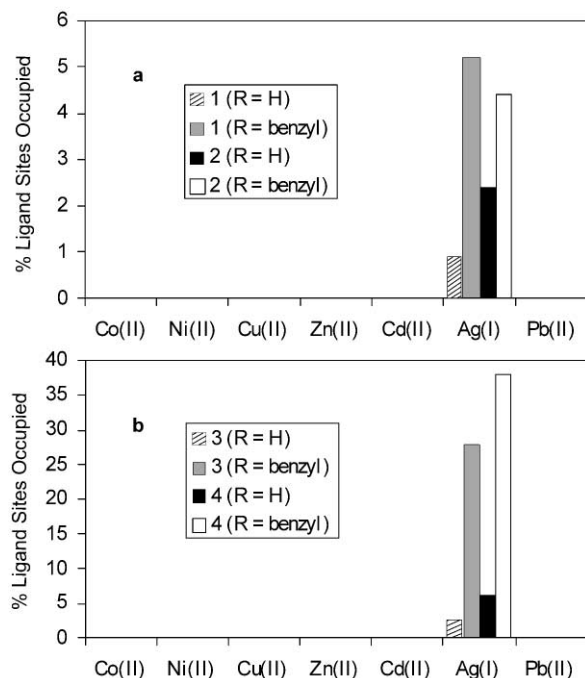 6
5
4
3
2
1
0
% Ligand Sites Occupied
a
1 (R = H)
1 (R = benzyl)
2 (R = H)
2 (R = benzyl)
Co(II) Ni(II) Cu(II) Zn(II) Cd(II) Ag(I) Pb(II)
40
35
30
25
20
15
10
5
0
% Ligand Sites Occupied
b
3 (R = H)
3 (R = benzyl)
4 (R = H)
4 (R = benzyl)
Co(II) Ni(II) Cu(II) Zn(II) Cd(II) Ag(I) Pb(II)